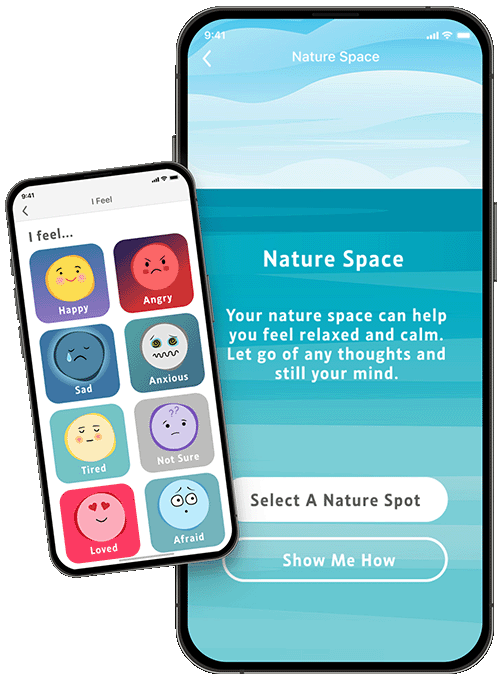 9:41
Nature Space
Nature Space
Your nature space can help
you feel relaxed and calm.
Let go of any thoughts and
still your mind.
Select A Nature Spot
Show Me How
9:41
I Feel
I feel...
Happy
Angry
Sad
Anxious
Tired
??
Not Sure
Loved
Afraid